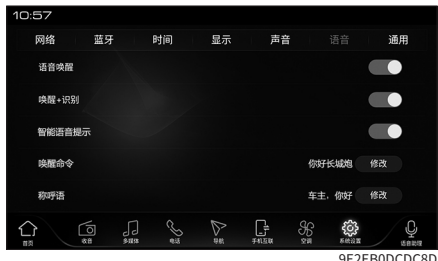 10:57
网络 蓝牙 时间 显示 声音 语音 通用
语音唤醒
唤醒+识别
智能语音提示
唤醒命令 你好长城炮 修改
称呼语 车主，你好 修改
首页 收音 多媒体 电话 导航 手机互联 空调 系统设置 语音助理
9E2EB0DCDC8D